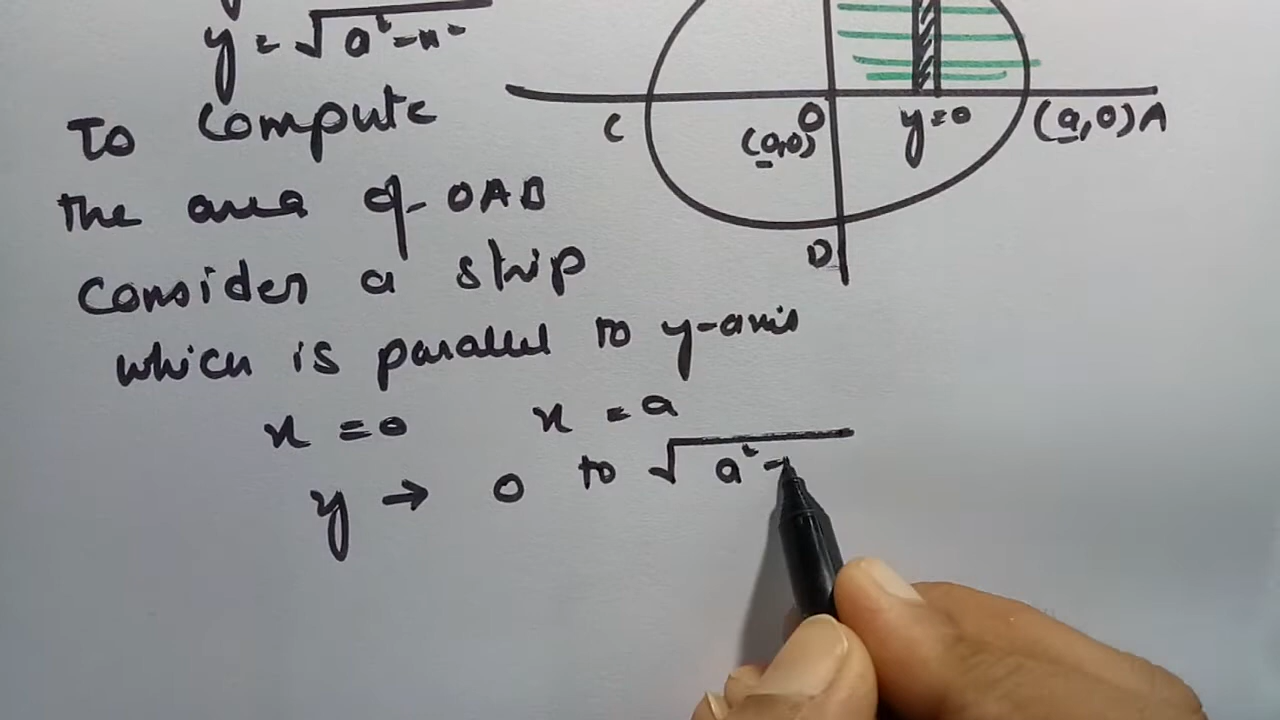 y = √a² - x²
To compute
the area of OAB
Consider a strip
which is parallel to y-axis
x = 0 x = a
y → 0 to √a² -
C
O
(0,0)
y = 0
(a,0) A
D